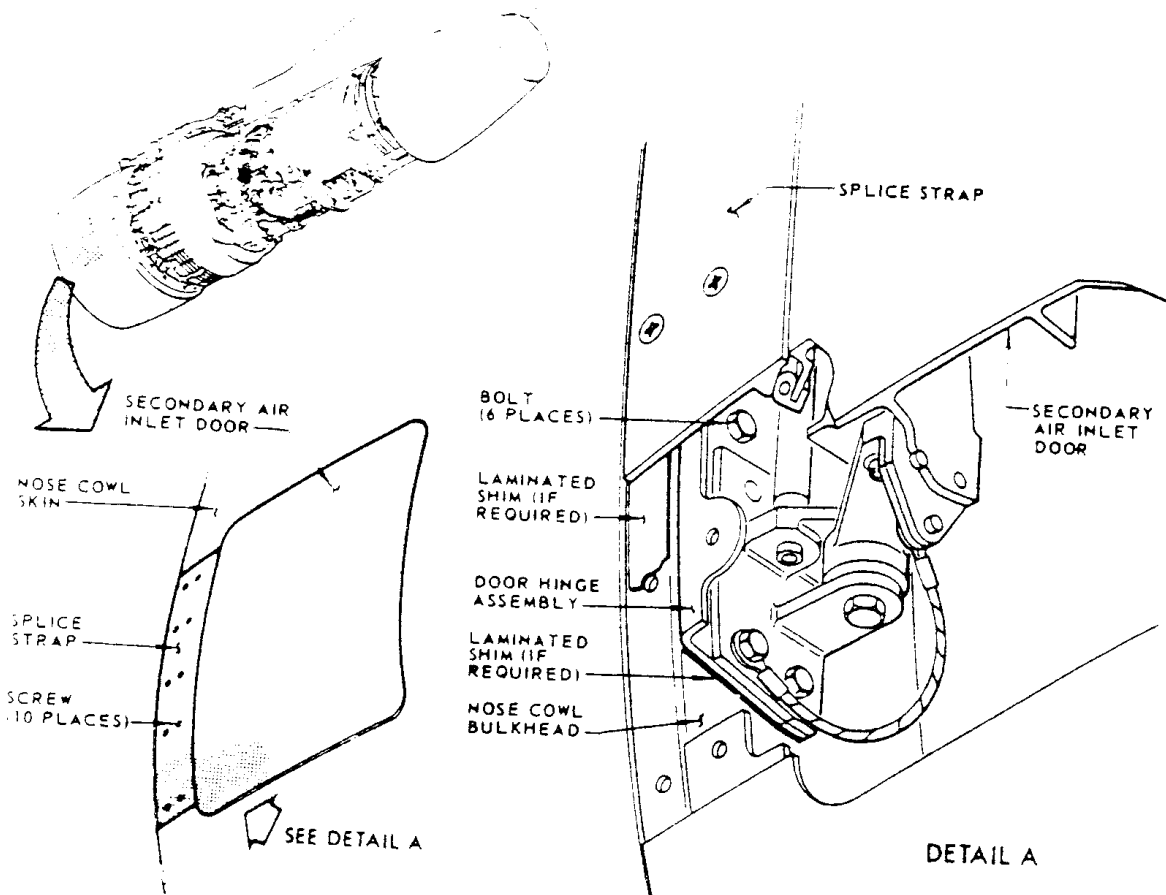 SECONDARY AIR
INLET DOOR
NOSE COWL
SKIN
SPLICE
STRAP
SCREW
(10 PLACES)
SEE DETAIL A
SPLICE STRAP
BOLT
(6 PLACES)
LAMINATED
SHIM (IF
REQUIRED)
DOOR HINGE
ASSEMBLY
LAMINATED
SHIM (IF
REQUIRED)
NOSE COWL
BULKHEAD
SECONDARY
AIR INLET
DOOR
DETAIL A